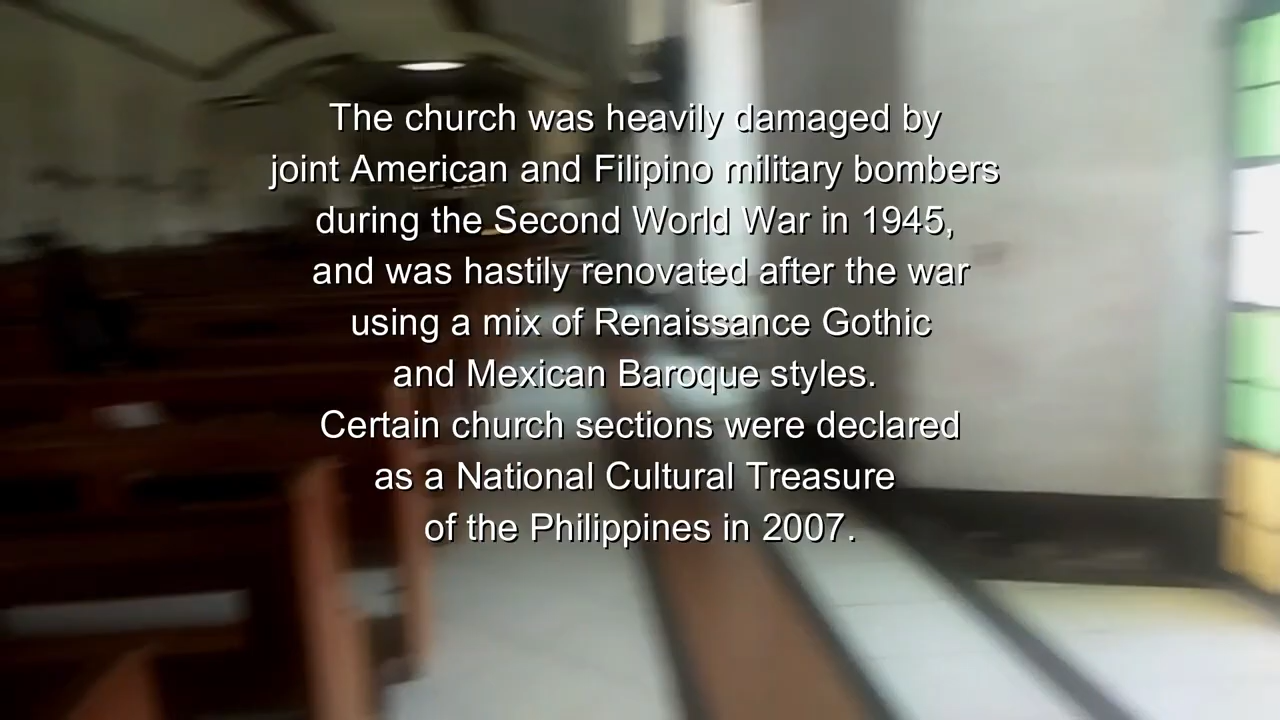 The church was heavily damaged by
joint American and Filipino military bombers
during the Second World War in 1945,
and was hastily renovated after the war
using a mix of Renaissance Gothic
and Mexican Baroque styles.
Certain church sections were declared
as a National Cultural Treasure
of the Philippines in 2007.